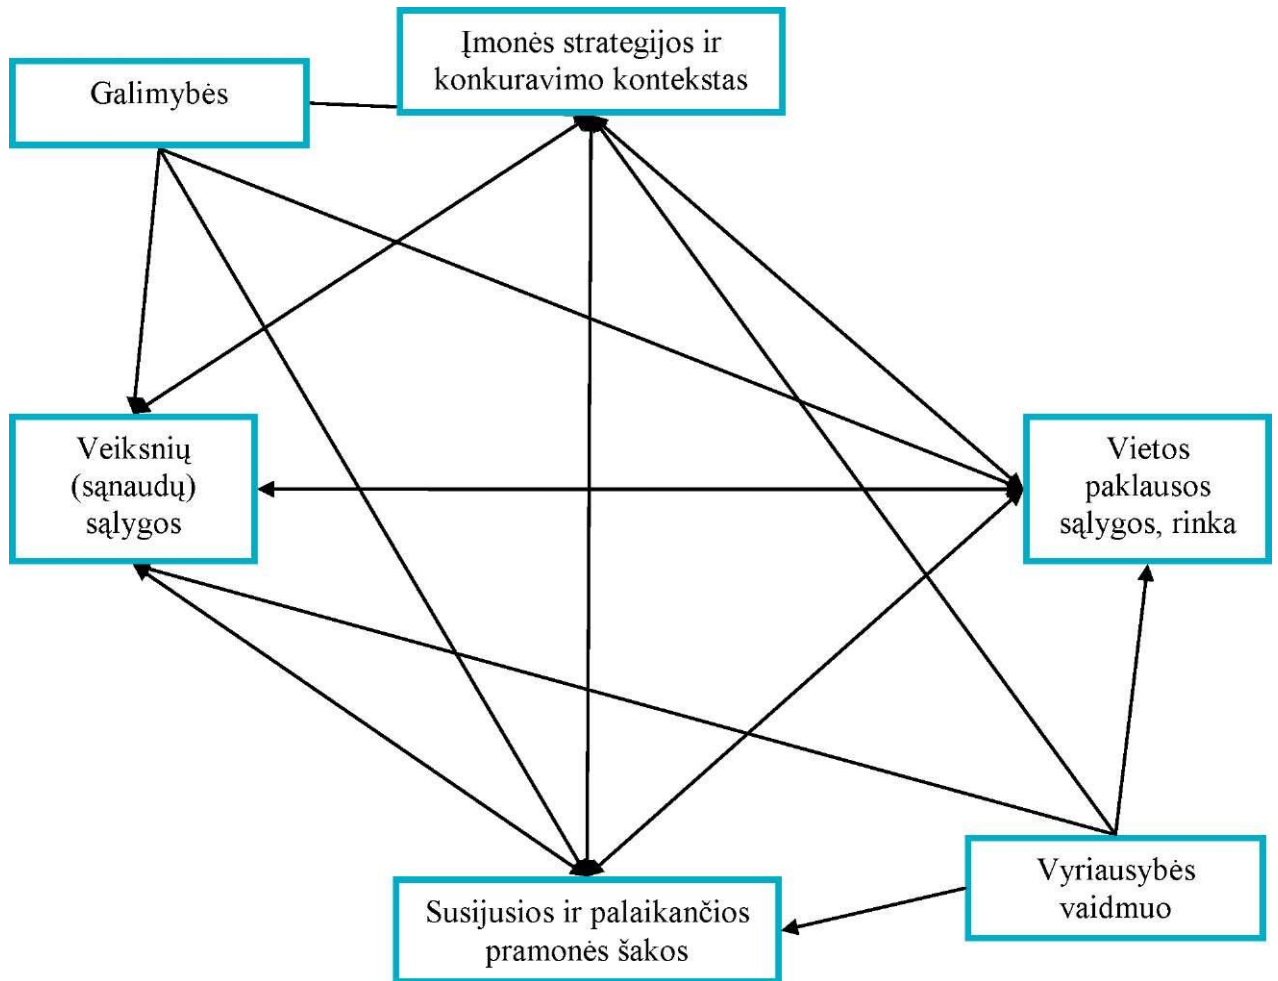 Įmonės strategijos ir
konkuravimo kontekstas
Galimybės
Veiksnių
(sąnaudų)
sąlygos
Vietos
paklausos
sąlygos, rinka
Vyriausybės
vaidmuo
Susijusios ir palaikančios
pramonės šakos